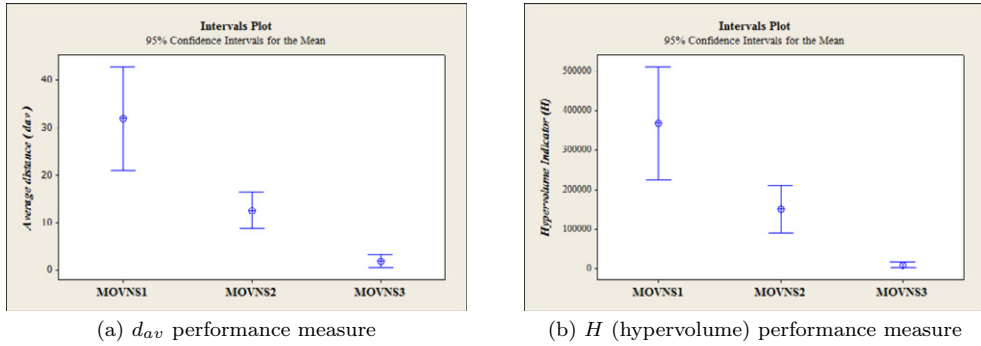 Intervals Plot
95% Confidence Intervals for the Mean
Average distance ( dav )
40
30
20
10
0
MOVNS1 MOVNS2 MOVNS3
(a) d_av performance measure
Intervals Plot
95% Confidence Intervals for the Mean
Hypervolume Indicator (H)
500000
400000
300000
200000
100000
0
MOVNS1 MOVNS2 MOVNS3
(b) H (hypervolume) performance measure